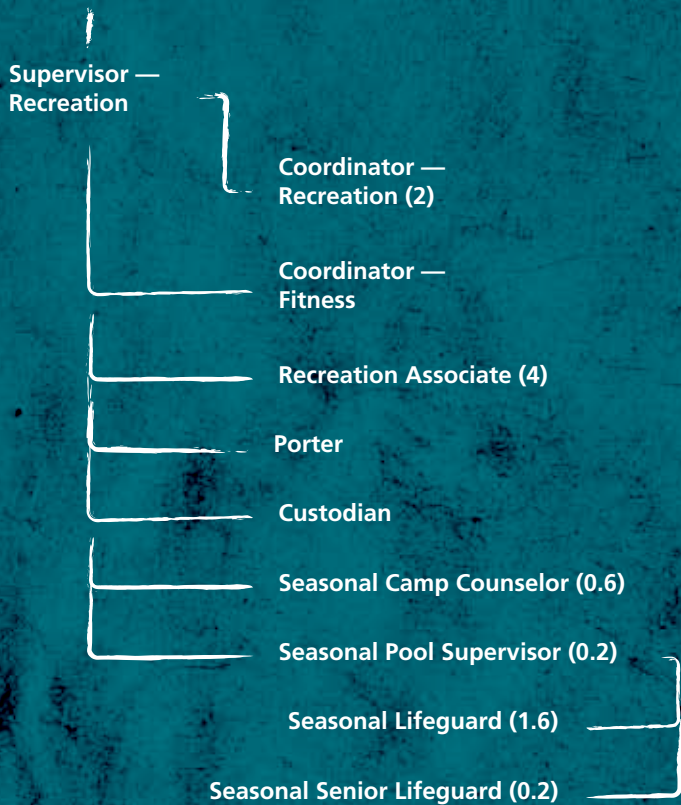 Supervisor —
Recreation
Coordinator —
Recreation (2)
Coordinator —
Fitness
Recreation Associate (4)
Porter
Custodian
Seasonal Camp Counselor (0.6)
Seasonal Pool Supervisor (0.2)
Seasonal Lifeguard (1.6)
Seasonal Senior Lifeguard (0.2)